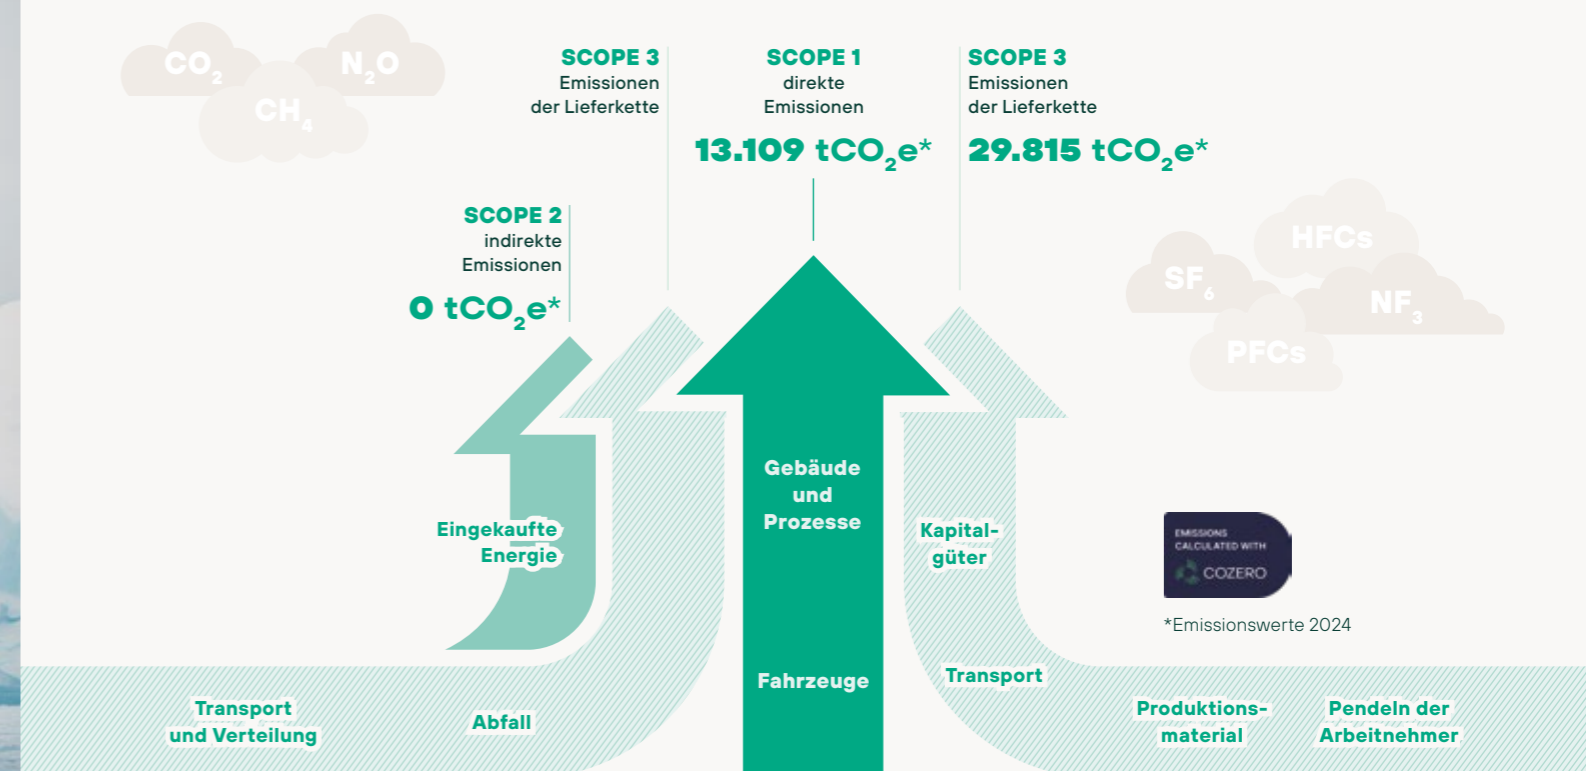 CO₂
N₂O
CH₄
SCOPE 3
Emissionen
der Lieferkette
SCOPE 1
direkte
Emissionen
13.109 tCO₂e*
SCOPE 3
Emissionen
der Lieferkette
29.815 tCO₂e*
SCOPE 2
indirekte
Emissionen
0 tCO₂e*
HFCs
SF₆
NF₃
PFCs
Eingekaufte
Energie
Gebäude
und
Prozesse
Kapital-
güter
EMISSIONS
CALCULATED WITH
COZERO
*Emissionswerte 2024
Fahrzeuge
Transport
Transport
und Verteilung
Abfall
Produktions-
material
Pendeln der
Arbeitnehmer